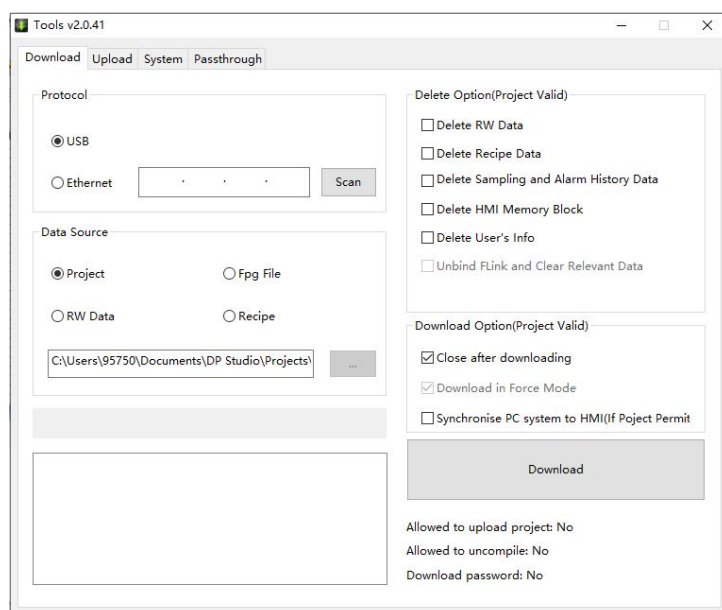 Tools v2.0.41
Download Upload System Passthrough
Protocol
USB
Ethernet . . . Scan
Data Source
Project Fpg File
RW Data Recipe
C:\Users\95750\Documents\DP Studio\Projects\ ...
Delete Option(Project Valid)
Delete RW Data
Delete Recipe Data
Delete Sampling and Alarm History Data
Delete HMI Memory Block
Delete User's Info
Unbind FLink and Clear Relevant Data
Download Option(Project Valid)
Close after downloading
Download in Force Mode
Synchronise PC system to HMI(If Poject Permit
Download
Allowed to upload project: No
Allowed to uncompile: No
Download password: No